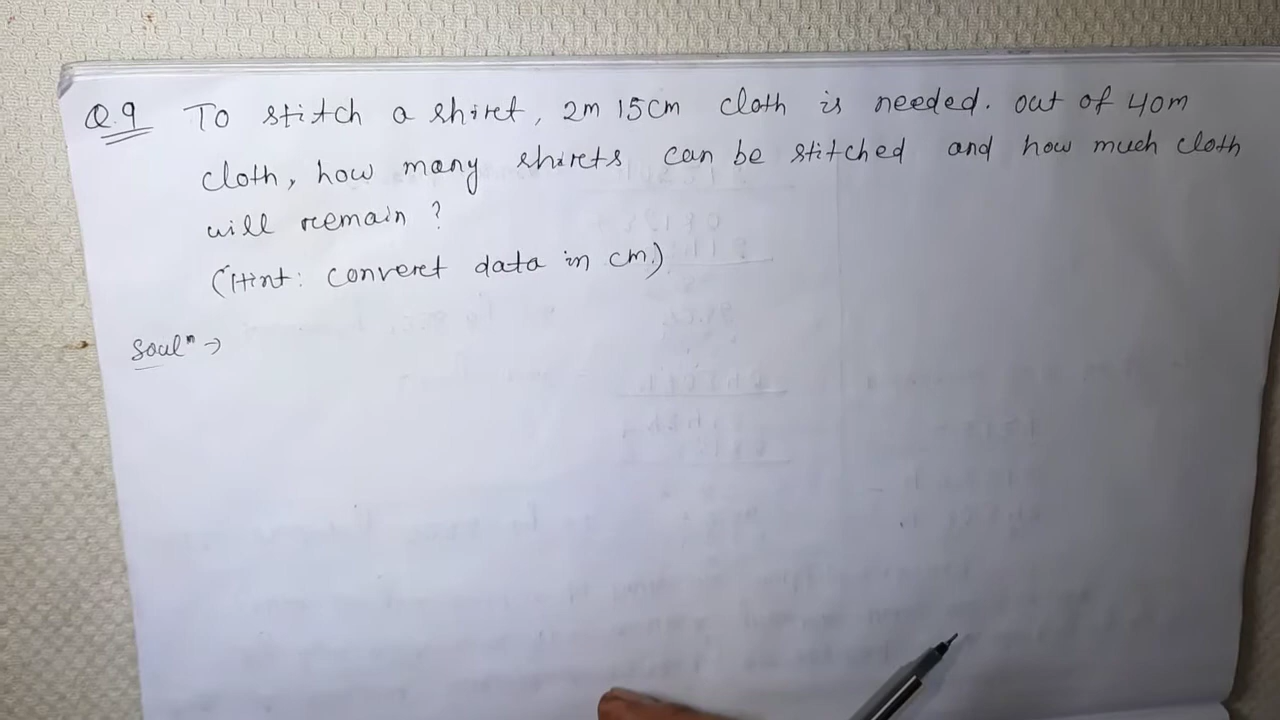 Q.9 To stitch a shirt, 2m 15cm cloth is needed. out of 40m
cloth, how many shirts can be stitched and how much cloth
will remain ?
(Hint: convert data in cm.)
Soulⁿ →